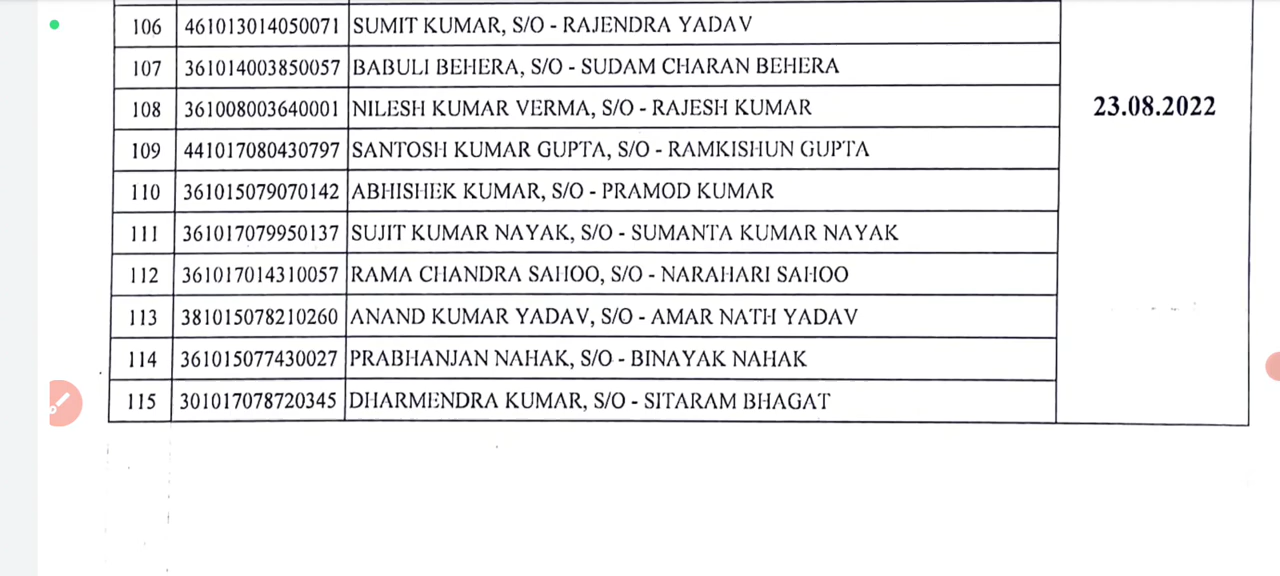 106 461013014050071 SUMIT KUMAR, S/O - RAJENDRA YADAV
107 361014003850057 BABULI BEHERA, S/O - SUDAM CHARAN BEHERA
108 361008003640001 NILESH KUMAR VERMA, S/O - RAJESH KUMAR 23.08.2022
109 441017080430797 SANTOSH KUMAR GUPTA, S/O - RAMKISHUN GUPTA
110 361015079070142 ABHISHEK KUMAR, S/O - PRAMOD KUMAR
111 361017079950137 SUJIT KUMAR NAYAK, S/O - SUMANTA KUMAR NAYAK
112 361017014310057 RAMA CHANDRA SAHOO, S/O - NARAHARI SAHOO
113 381015078210260 ANAND KUMAR YADAV, S/O - AMAR NATH YADAV
114 361015077430027 PRABHANJAN NAHAK, S/O - BINAYAK NAHAK
115 301017078720345 DHARMENDRA KUMAR, S/O - SITARAM BHAGAT